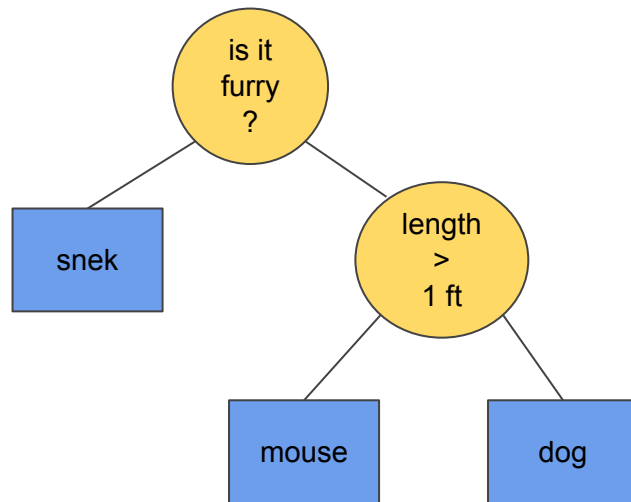 is it
furry
?
snek
length
>
1 ft
mouse
dog